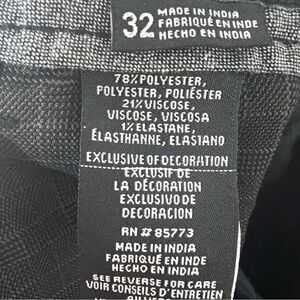 32
MADE IN INDIA
FABRIQUÉ EN INDE
HECHO EN INDIA
78% POLYESTER,
POLYESTER, POLIÉSTER
21% VISCOSE,
VISCOSE, VISCOSA
1% ELASTANE,
ÉLASTHANNE, ELASTANO
EXCLUSIVE OF DECORATION
EXCLUSIF DE
LA DÉCORATION
EXCLUSIVO DE
DECORACION
RN # 85773
MADE IN INDIA
FABRIQUÉ EN INDE
HECHO EN INDIA
SEE REVERSE FOR CARE
VOIR CONSEILS D'ENTRETIEN